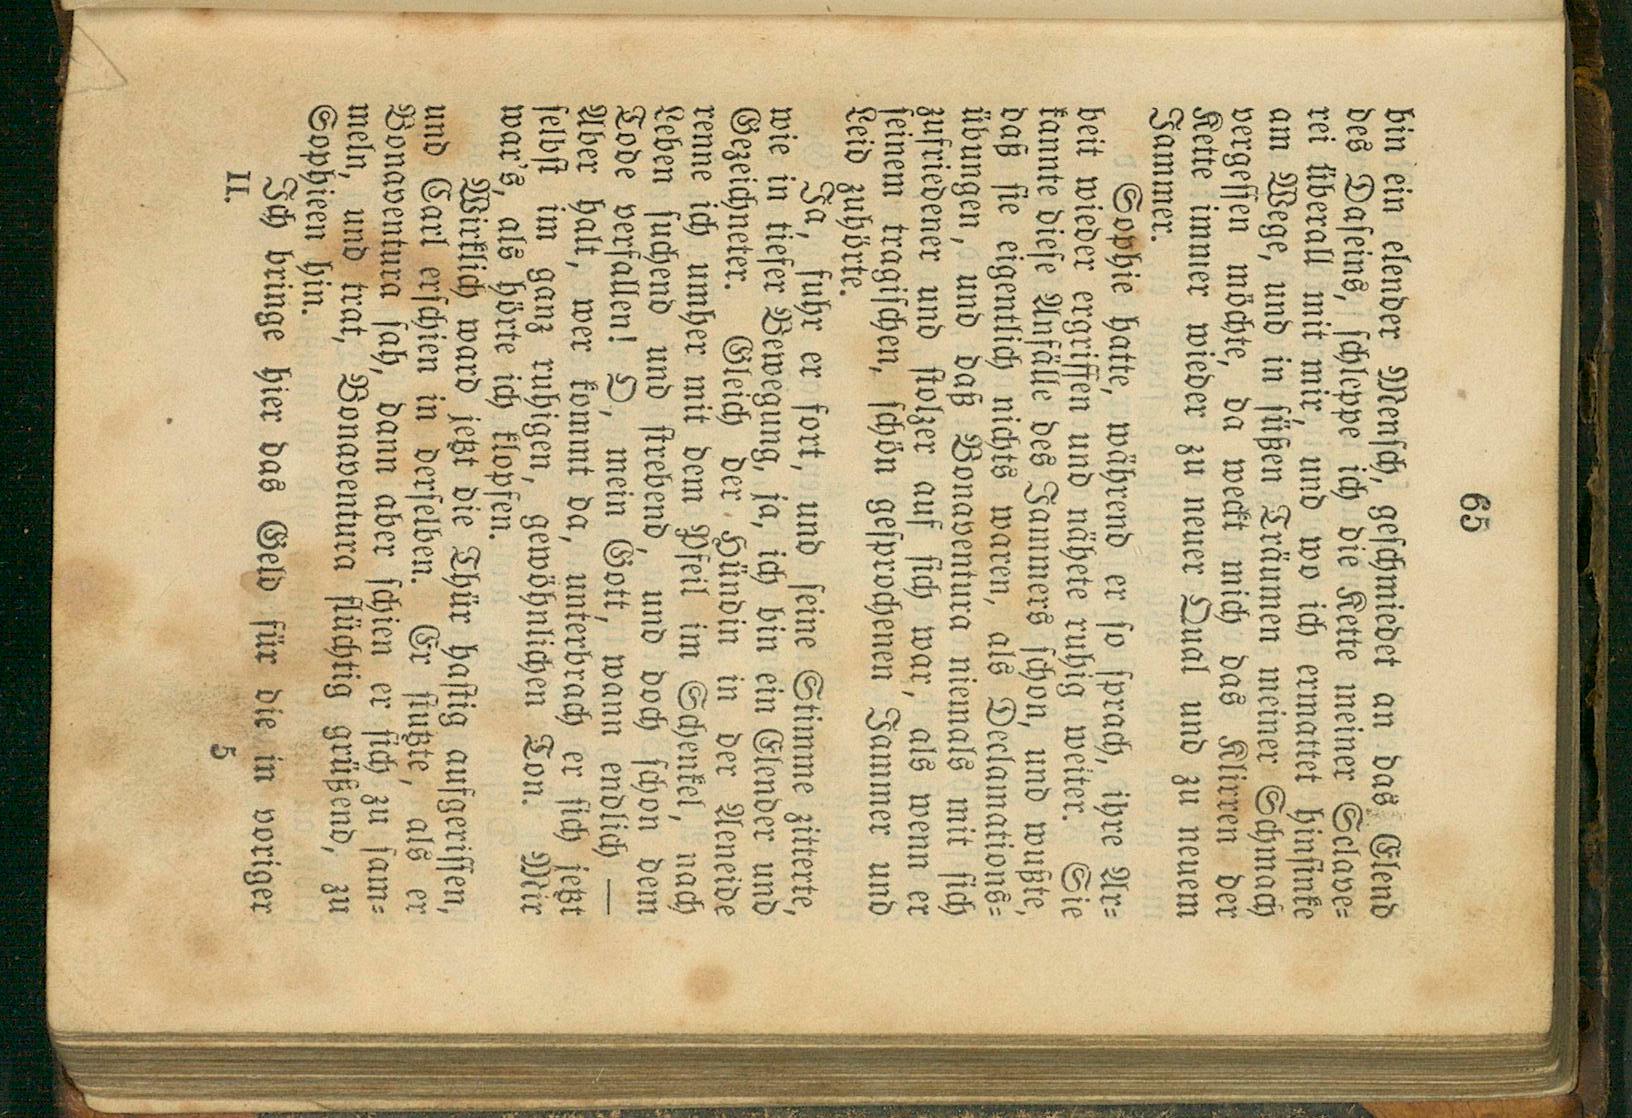 65
bin ein elender Mensch, geschmiedet an das Elend
des Daseins, schleppe ich die Kette meiner Sclave-
rei überall mit mir, und wo ich ermattet hinsinke
am Wege, und in süßen Träumen meiner Schmach
vergessen möchte, da weckt mich das Klirren der
Kette immer wieder zu neuer Qual und zu neuem
Jammer.
Sophie hatte, während er so sprach, ihre Ar-
beit wieder ergriffen und nähete ruhig weiter. Sie
kannte diese Anfälle des Jammers schon, und wußte,
daß sie eigentlich nichts waren, als Declamations-
übungen, und daß Bonaventura niemals mit sich
zufriedener und stolzer auf sich war, als wenn er
seinem tragischen, schön gesprochenen Jammer und
Leid zuhörte.
Ja, fuhr er fort, und seine Stimme zitterte,
wie in tiefer Bewegung, ja, ich bin ein Elender und
Gezeichneter. Gleich der Hündin in der Aeneide
renne ich umher mit dem Pfeil im Schenkel, nach
Leben suchend und strebend, und doch schon dem
Tode verfallen! O, mein Gott, wann endlich —
Aber halt, wer kommt da, unterbrach er sich jetzt
selbst im ganz ruhigen, gewöhnlichen Ton. Mir
war's, als hörte ich klopfen.
Wirklich ward jetzt die Thür hastig aufgerissen,
und Carl erschien in derselben. Er stutzte, als er
Bonaventura sah, dann aber schien er sich zu sam-
meln, und trat, Bonaventura flüchtig grüßend, zu
Sophieen hin.
Ich bringe hier das Geld für die in voriger
II. 5